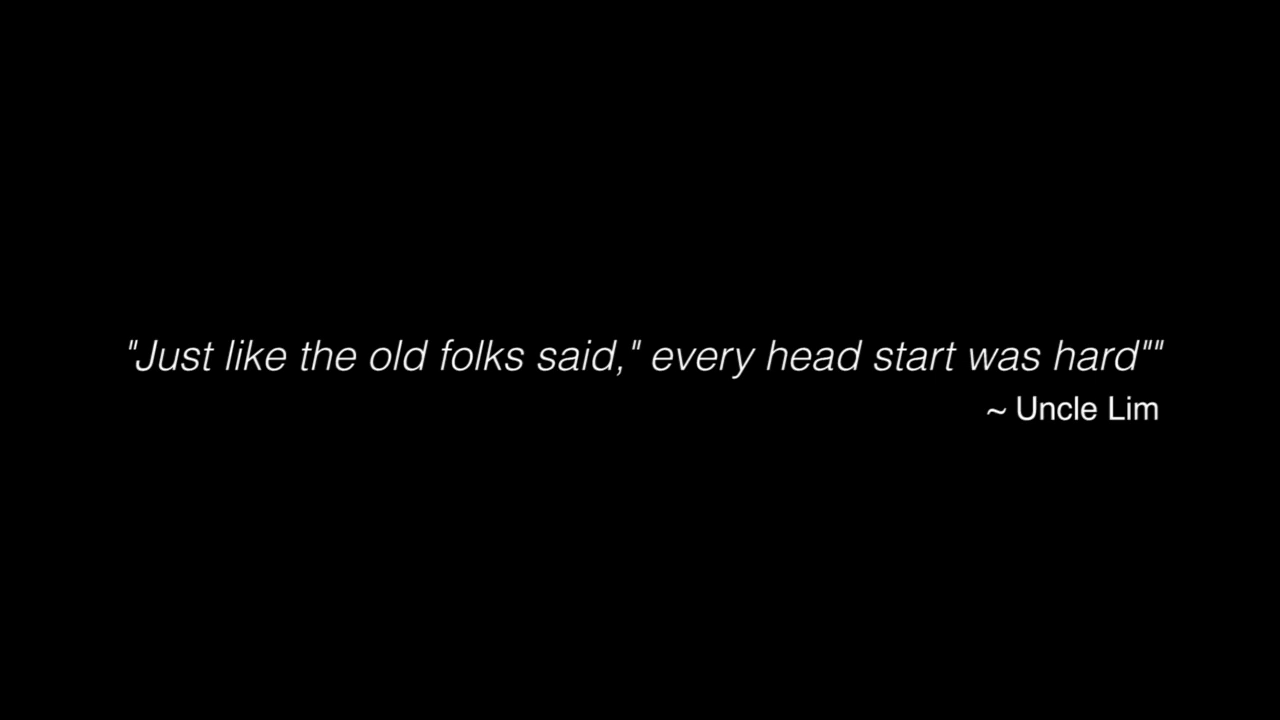 "Just like the old folks said," every head start was hard""
~ Uncle Lim